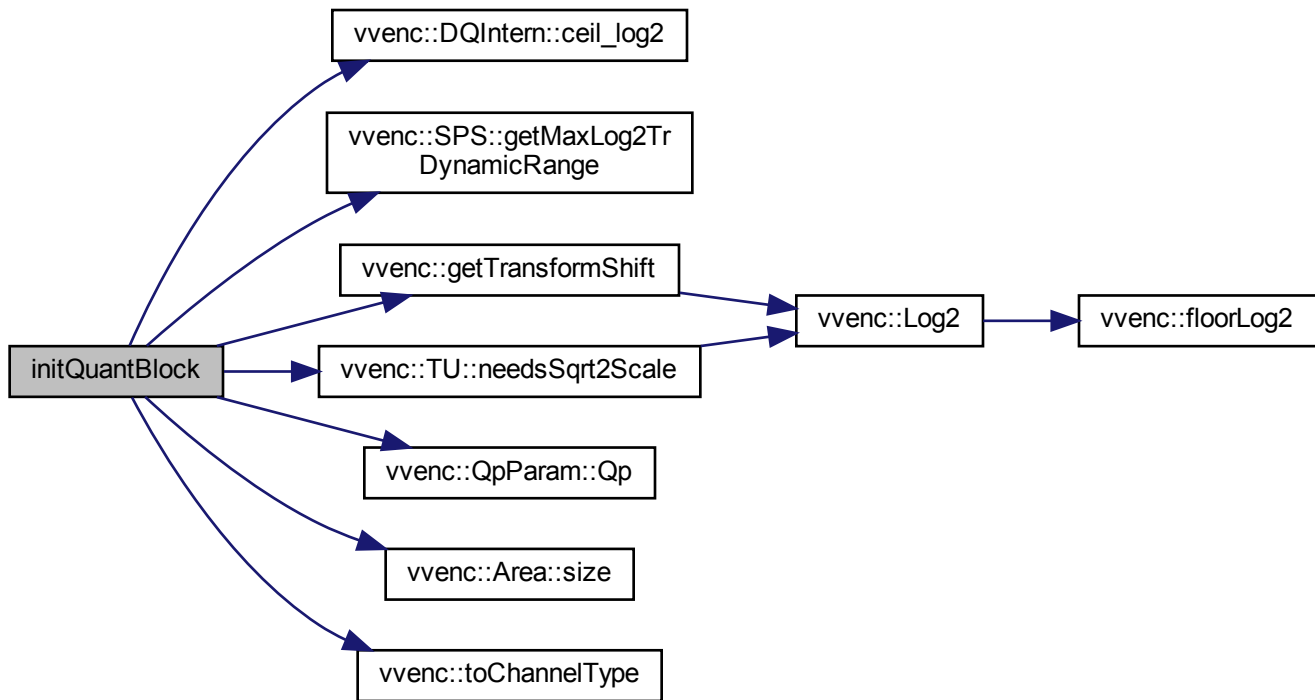 vvenc::DQIntern::ceil_log2
vvenc::SPS::getMaxLog2Tr
DynamicRange
vvenc::getTransformShift
vvenc::Log2
vvenc::floorLog2
initQuantBlock
vvenc::TU::needsSqrt2Scale
vvenc::QpParam::Qp
vvenc::Area::size
vvenc::toChannelType